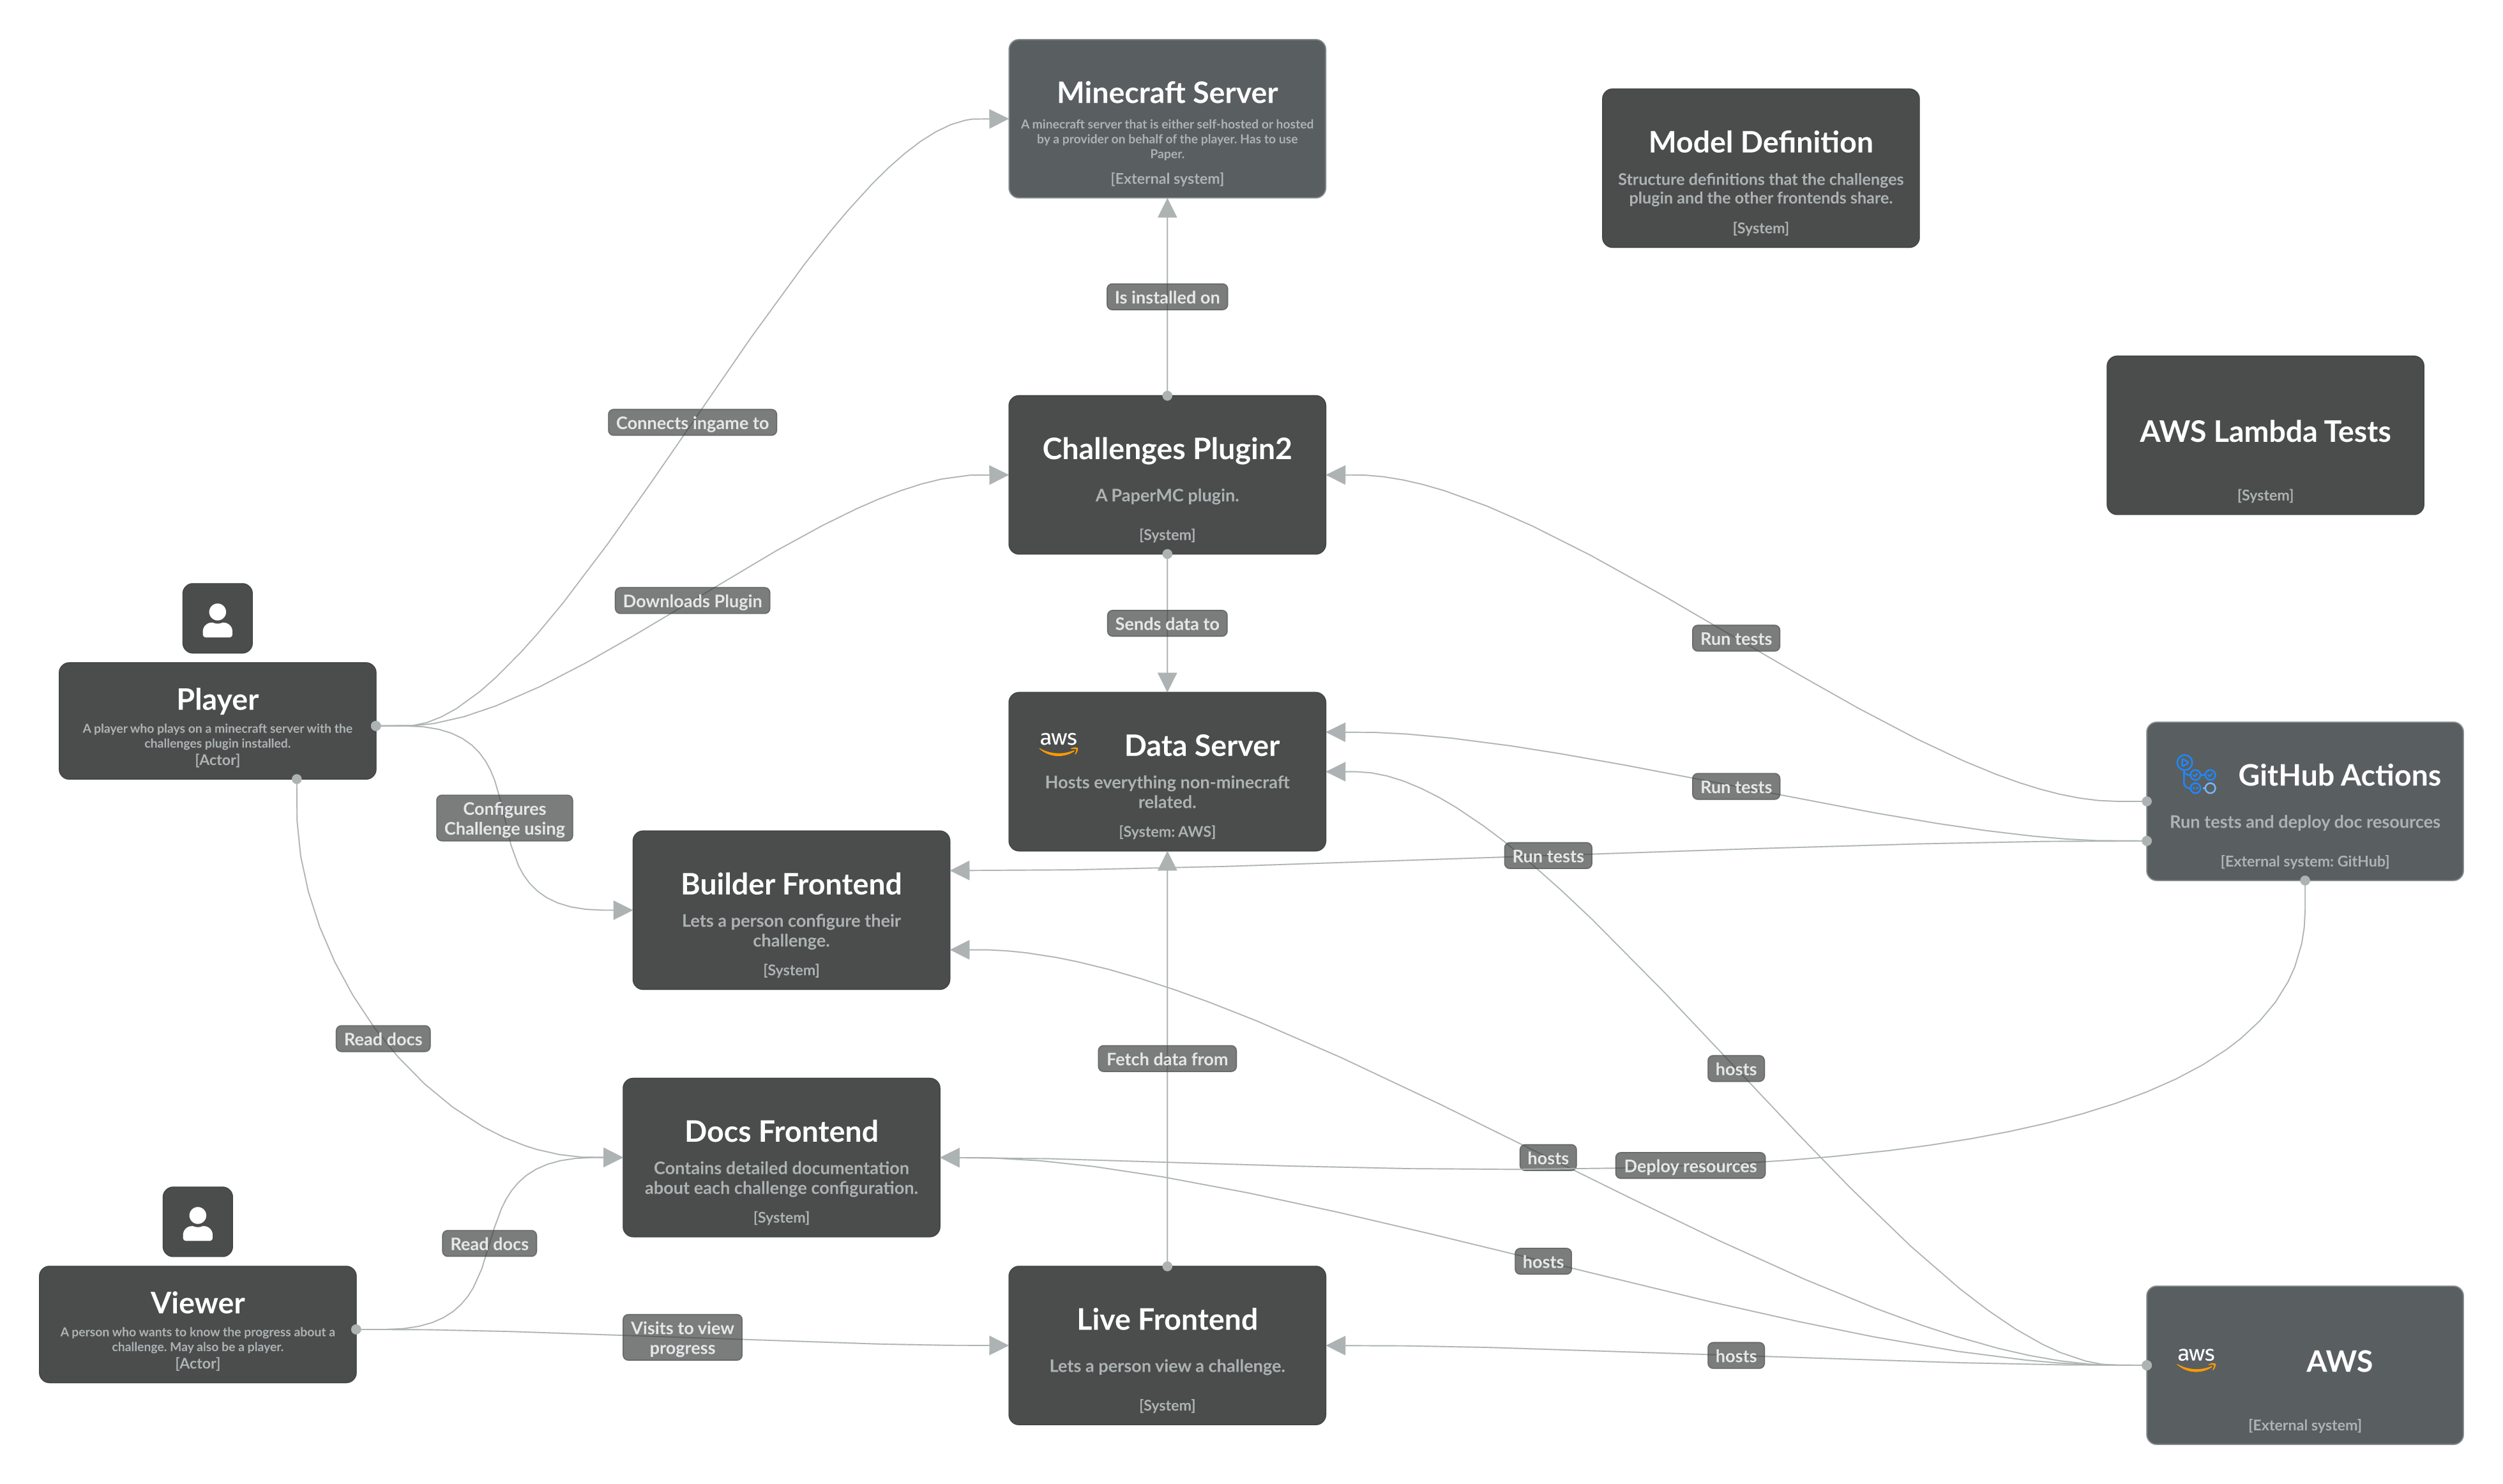 Minecraft Server
A minecraft server that is either self-hosted or hosted
by a provider on behalf of the player. Has to use
Paper.
[External system]
Model Definition
Structure definitions that the challenges
plugin and the other frontends share.
[System]
Is installed on
Connects ingame to
Challenges Plugin2
A PaperMC plugin.
[System]
AWS Lambda Tests
[System]
Downloads Plugin
Sends data to
Run tests
Player
A player who plays on a minecraft server with the
challenges plugin installed.
[Actor]
aws
Data Server
Hosts everything non-minecraft
related.
[System: AWS]
Run tests
GitHub Actions
Run tests and deploy doc resources
[External system: GitHub]
Configures
Challenge using
Run tests
Builder Frontend
Lets a person configure their
challenge.
[System]
Read docs
Fetch data from
hosts
Docs Frontend
Contains detailed documentation
about each challenge configuration.
[System]
hosts
Deploy resources
Read docs
hosts
Viewer
A person who wants to know the progress about a
challenge. May also be a player.
[Actor]
Visits to view
progress
Live Frontend
Lets a person view a challenge.
[System]
hosts
aws
AWS
[External system]